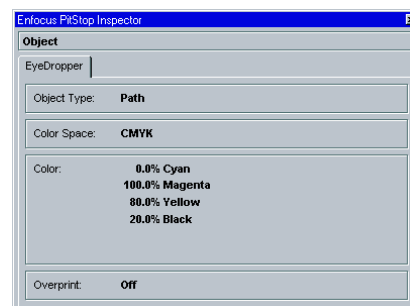 Enfocus PitStop Inspector
Object
EyeDropper
Object Type: Path
Color Space: CMYK
Color: 0.0% Cyan
100.0% Magenta
80.0% Yellow
20.0% Black
Overprint: Off